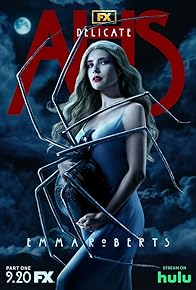 FX
AHS
DELICATE
EMMA ROBERTS
PART ONE
9.20 FX
STREAM ON
hulu